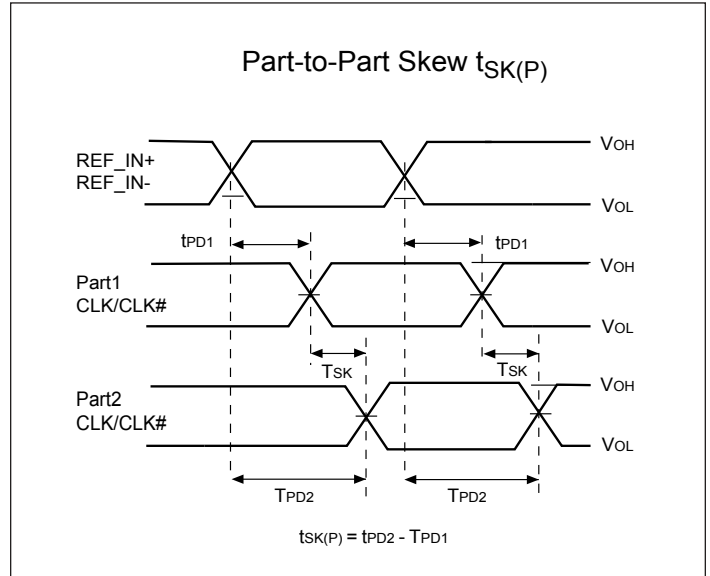 Part-to-Part Skew tSK(P)
VOH
REF_IN+
REF_IN-
VOL
tPD1
tPD1
VOH
Part1
CLK/CLK#
VOL
TSK
TSK
VOH
Part2
CLK/CLK#
VOL
TPD2
TPD2
tSK(P) = tPD2 - TPD1